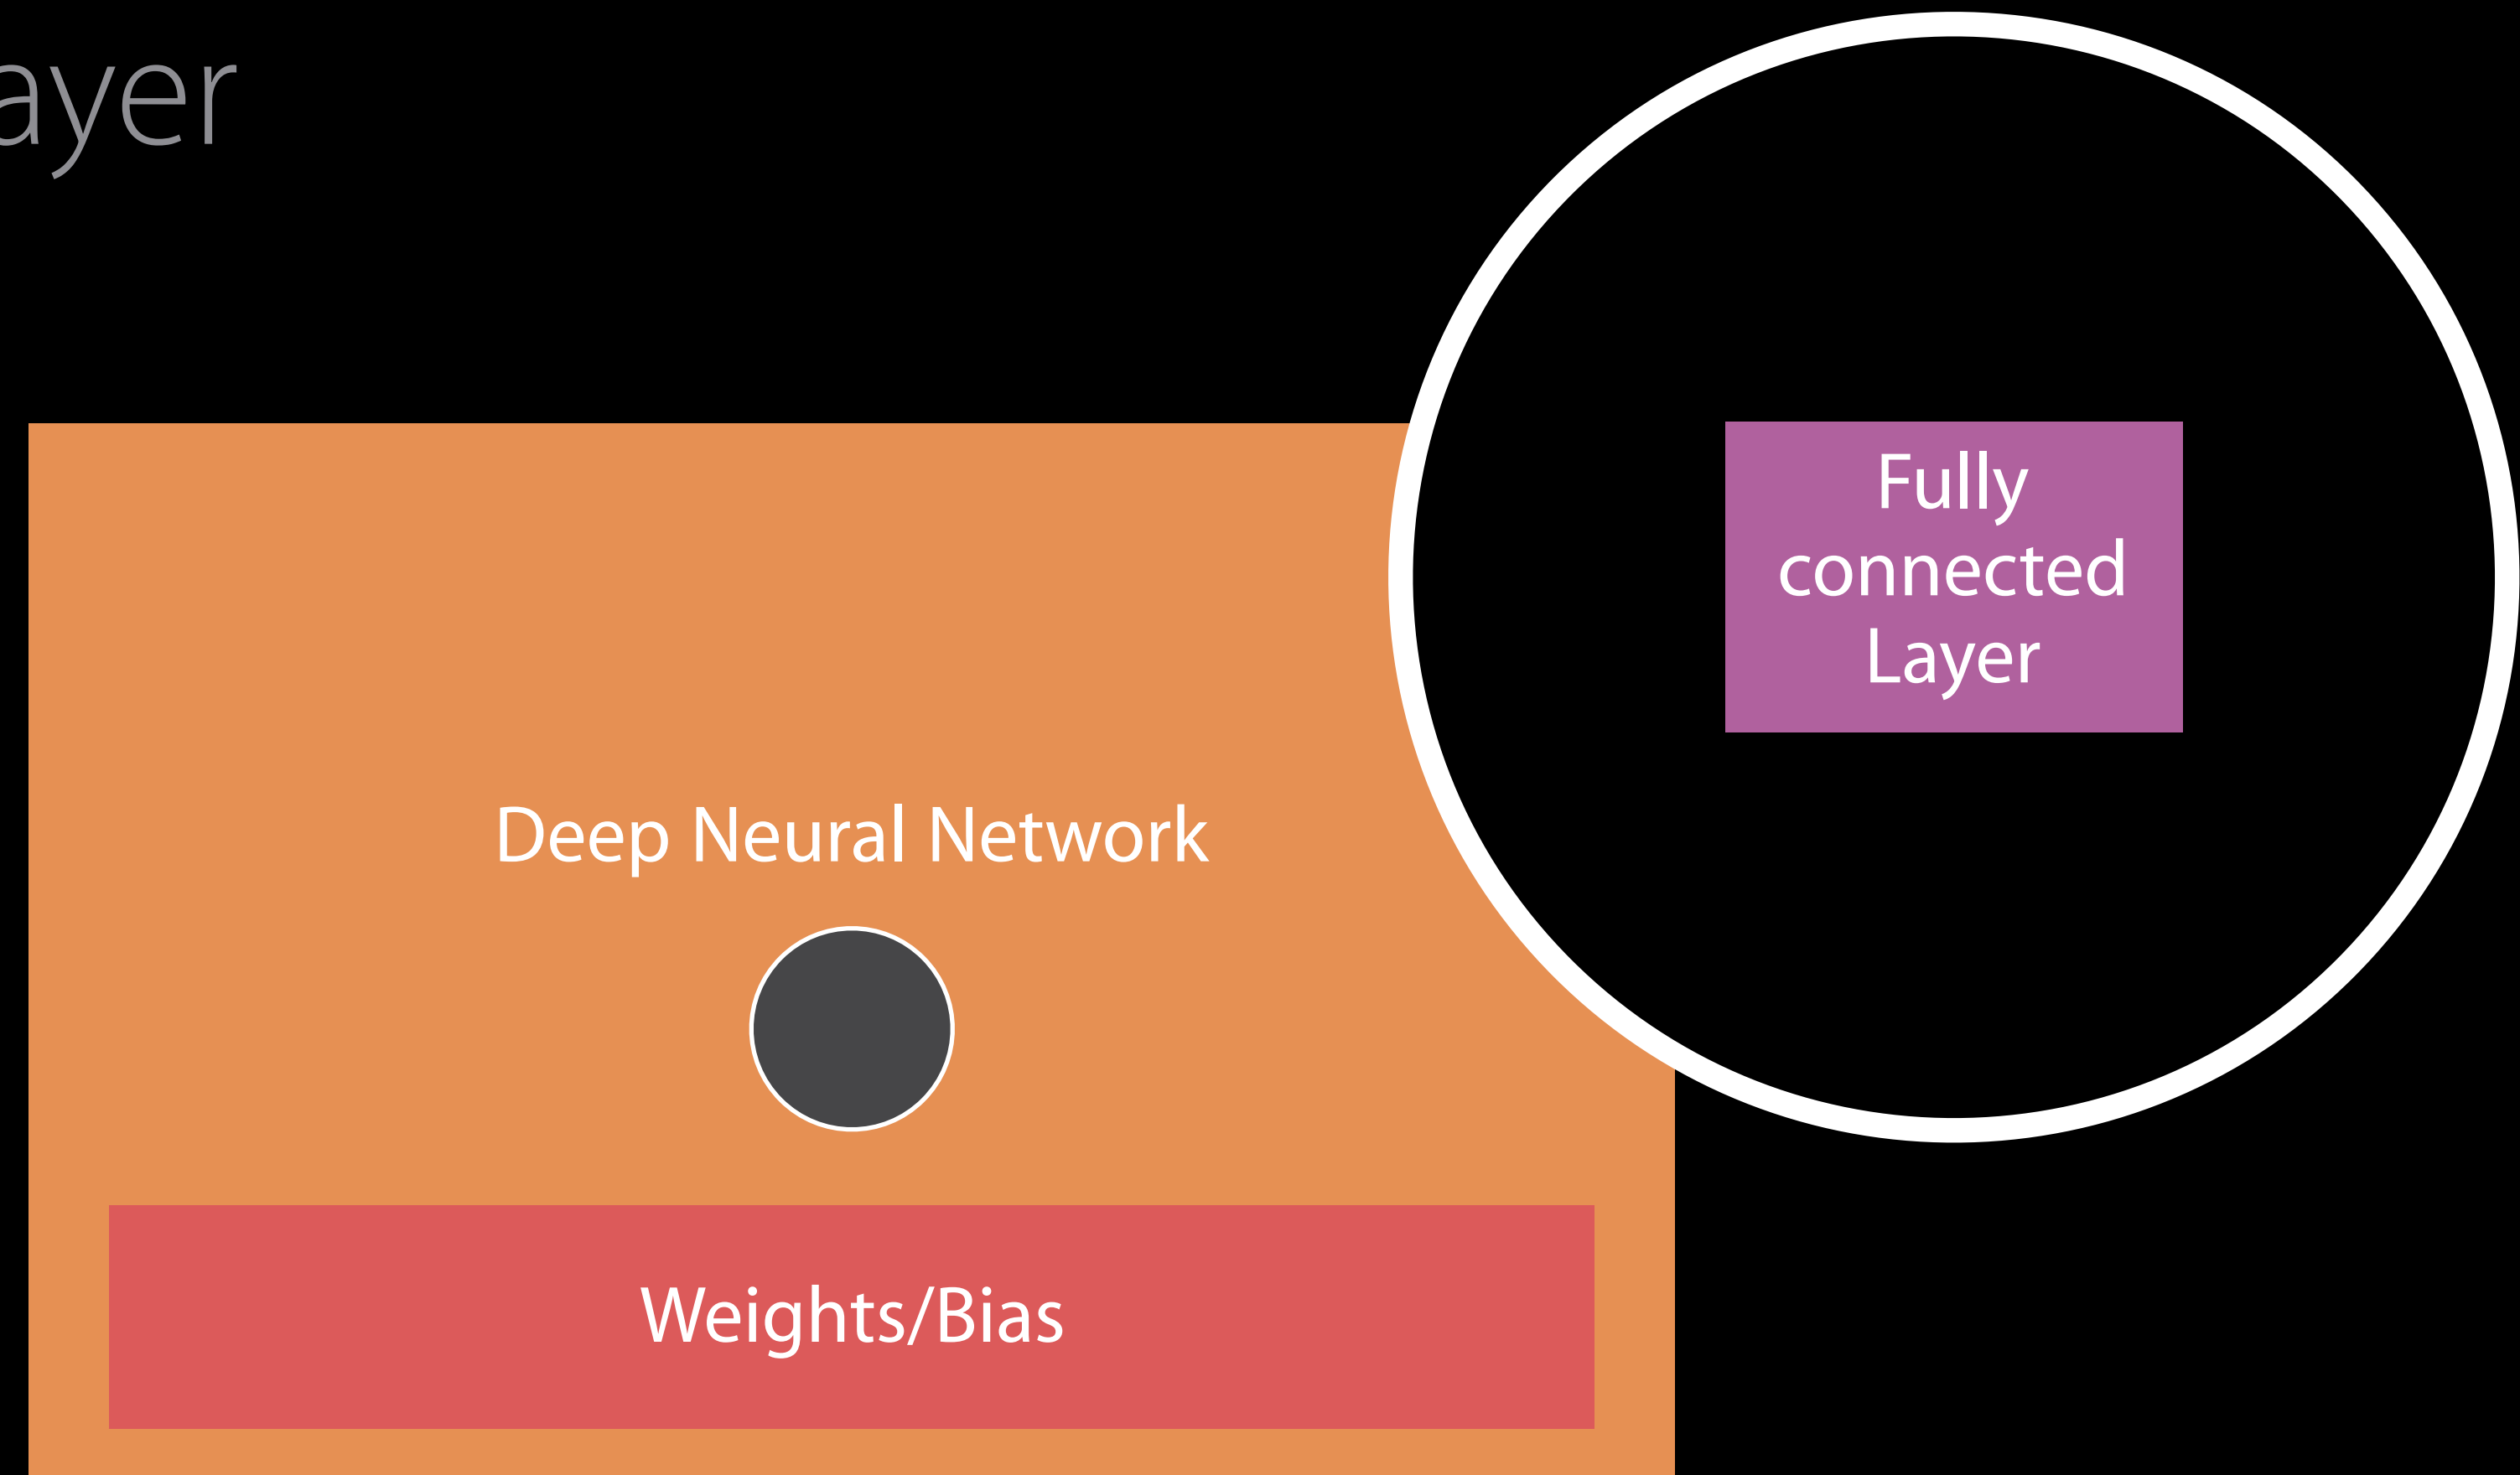 ayer
Fully
connected
Layer
Deep Neural Network
Weights/Bias